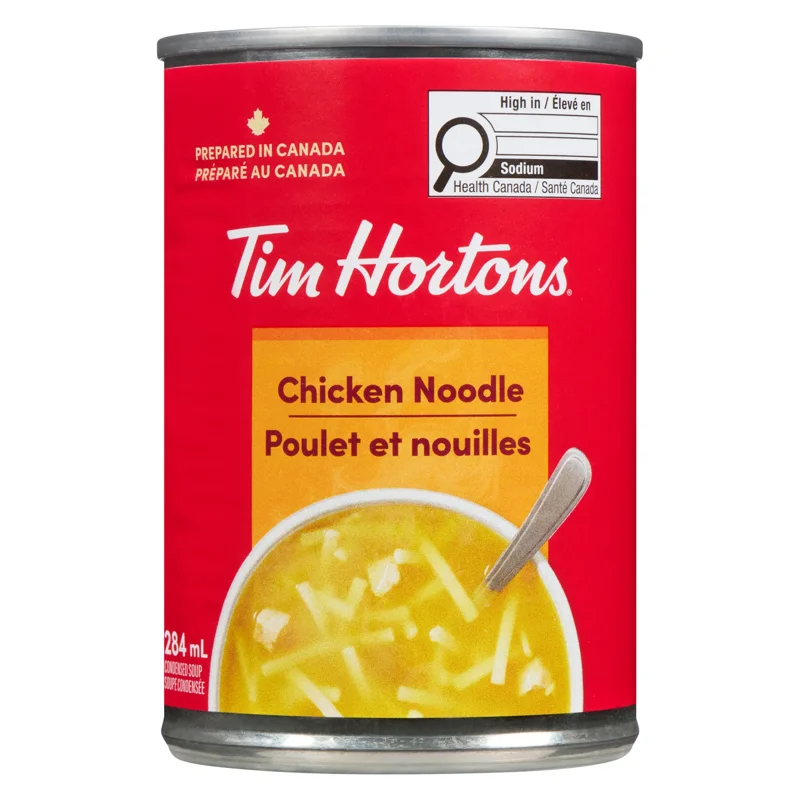 PREPARED IN CANADA
PRÉPARÉ AU CANADA
High in / Élevé en
Sodium
Health Canada / Santé Canada
Tim Hortons
Chicken Noodle
Poulet et nouilles
284 mL
CONDENSED SOUP
SOUPE CONDENSÉE